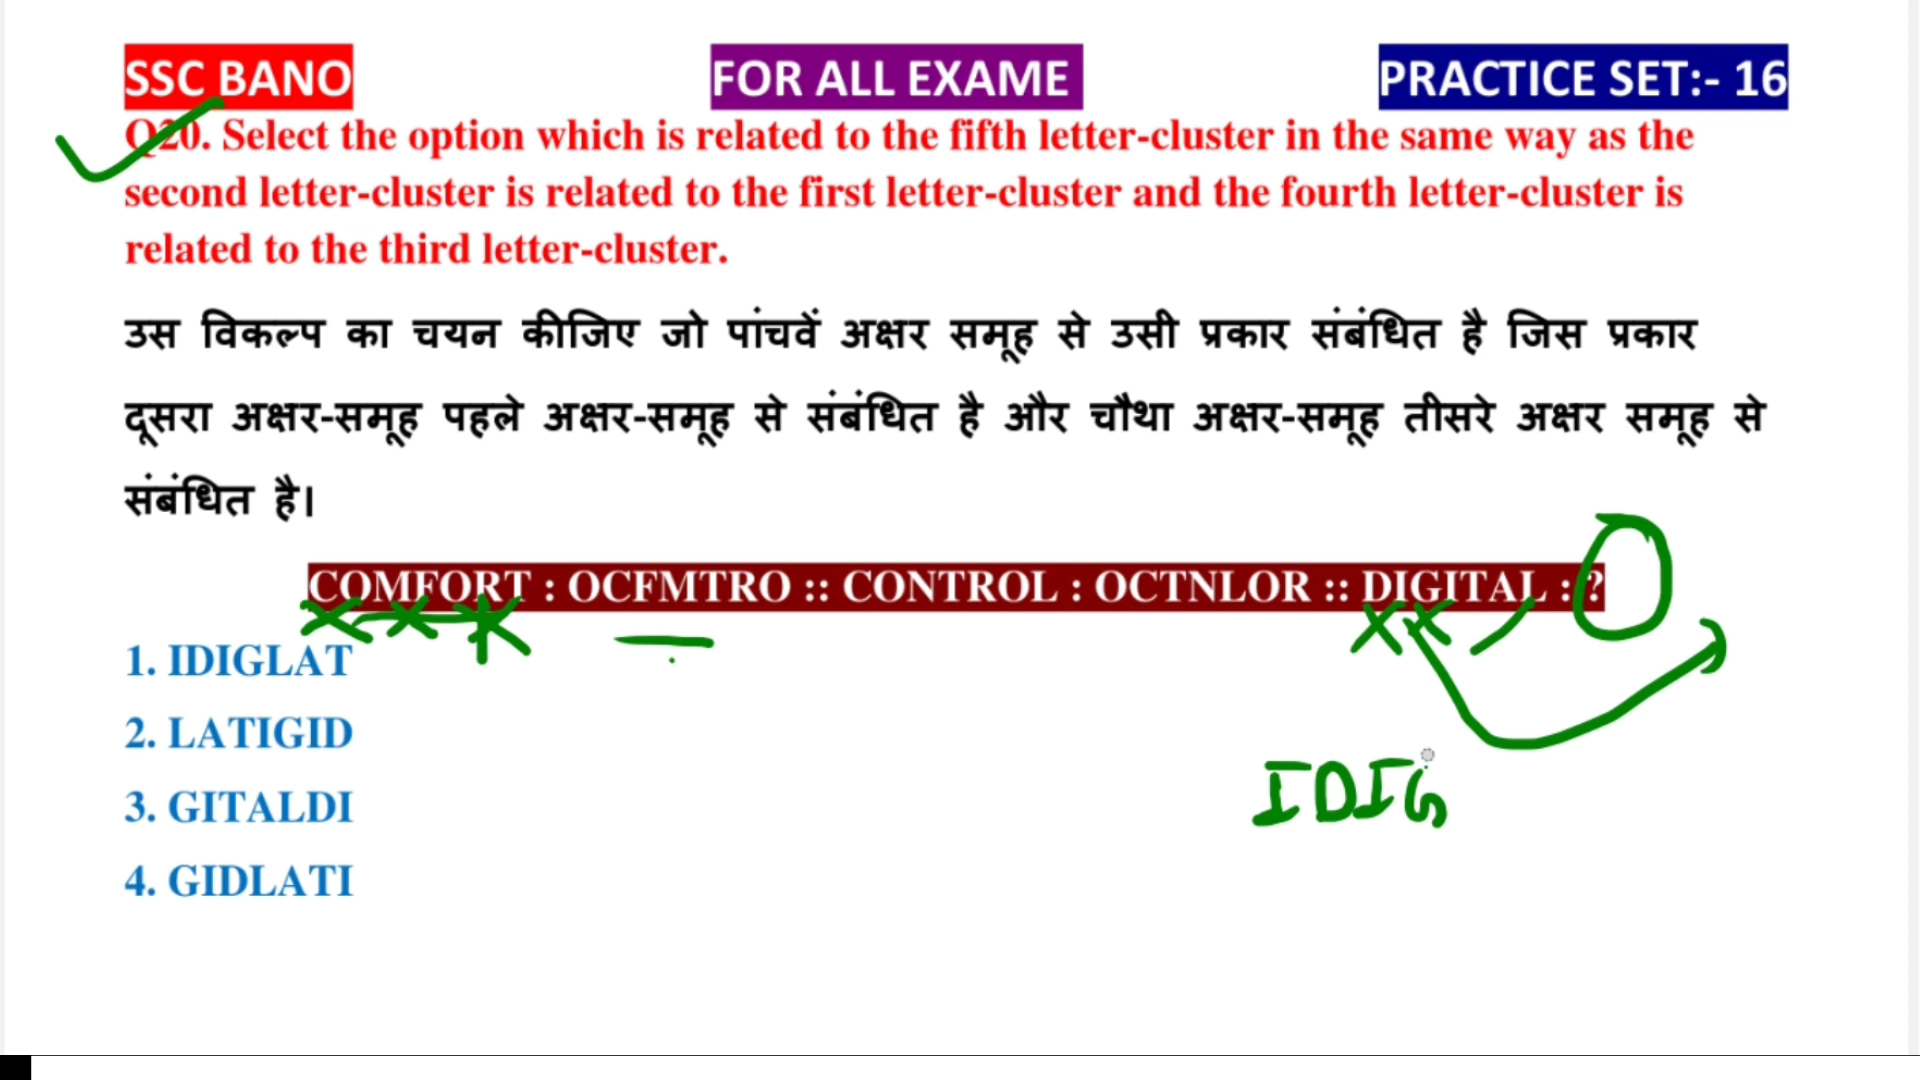 SSC BANO FOR ALL EXAME PRACTICE SET:- 16
Q20. Select the option which is related to the fifth letter-cluster in the same way as the
second letter-cluster is related to the first letter-cluster and the fourth letter-cluster is
related to the third letter-cluster.
उस विकल्प का चयन कीजिए जो पांचवें अक्षर समूह से उसी प्रकार संबंधित है जिस प्रकार
दूसरा अक्षर-समूह पहले अक्षर-समूह से संबंधित है और चौथा अक्षर-समूह तीसरे अक्षर समूह से
संबंधित है।
COMFORT : OCFMTRO :: CONTROL : OCTNLOR :: DIGITAL : ?
1. IDIGLAT
2. LATIGID
3. GITALDI
4. GIDLATI
IDIG